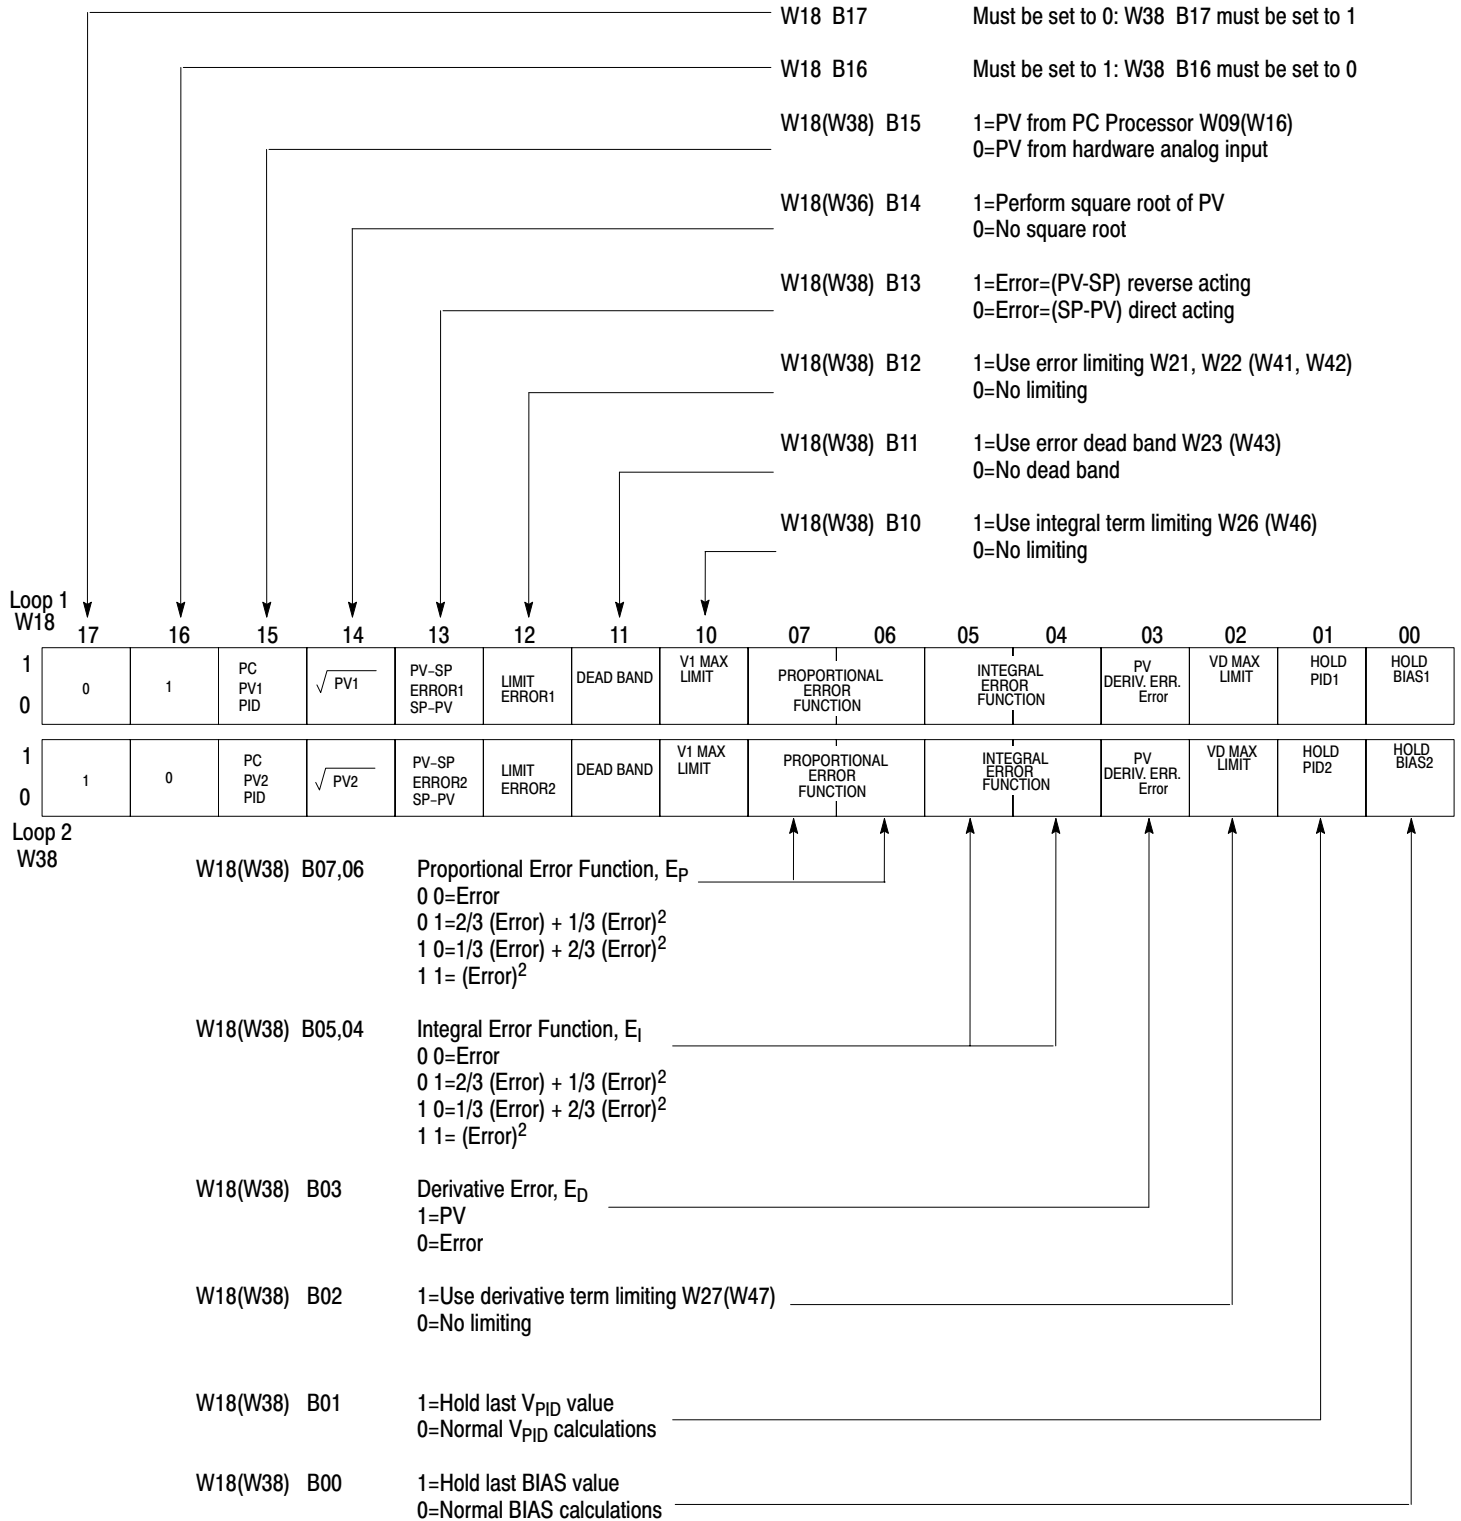 W18 B17 Must be set to 0: W38 B17 must be set to 1
W18 B16 Must be set to 1: W38 B16 must be set to 0
W18(W38) B15 1=PV from PC Processor W09(W16)
0=PV from hardware analog input
W18(W36) B14 1=Perform square root of PV
0=No square root
W18(W38) B13 1=Error=(PV-SP) reverse acting
0=Error=(SP-PV) direct acting
W18(W38) B12 1=Use error limiting W21, W22 (W41, W42)
0=No limiting
W18(W38) B11 1=Use error dead band W23 (W43)
0=No dead band
W18(W38) B10 1=Use integral term limiting W26 (W46)
0=No limiting
Loop 1
W18
17 16 15 14 13 12 11 10 07 06 05 04 03 02 01 00
1
0
0
1
PC
PV1
PID
√PV1
PV-SP
ERROR1
SP-PV
LIMIT
ERROR1
DEAD BAND
V1 MAX
LIMIT
PROPORTIONAL
ERROR
FUNCTION
INTEGRAL
ERROR
FUNCTION
PV
DERIV. ERR.
Error
VD MAX
LIMIT
HOLD
PID1
HOLD
BIAS1
1
0
1
0
PC
PV2
PID
√PV2
PV-SP
ERROR2
SP-PV
LIMIT
ERROR2
DEAD BAND
V1 MAX
LIMIT
PROPORTIONAL
ERROR
FUNCTION
INTEGRAL
ERROR
FUNCTION
PV
DERIV. ERR.
Error
VD MAX
LIMIT
HOLD
PID2
HOLD
BIAS2
Loop 2
W38
W18(W38) B07,06 Proportional Error Function, EP
0 0=Error
0 1=2/3 (Error) + 1/3 (Error)2
1 0=1/3 (Error) + 2/3 (Error)2
1 1= (Error)2
W18(W38) B05,04 Integral Error Function, EI
0 0=Error
0 1=2/3 (Error) + 1/3 (Error)2
1 0=1/3 (Error) + 2/3 (Error)2
1 1= (Error)2
W18(W38) B03 Derivative Error, ED
1=PV
0=Error
W18(W38) B02 1=Use derivative term limiting W27(W47)
0=No limiting
W18(W38) B01 1=Hold last VPID value
0=Normal VPID calculations
W18(W38) B00 1=Hold last BIAS value
0=Normal BIAS calculations